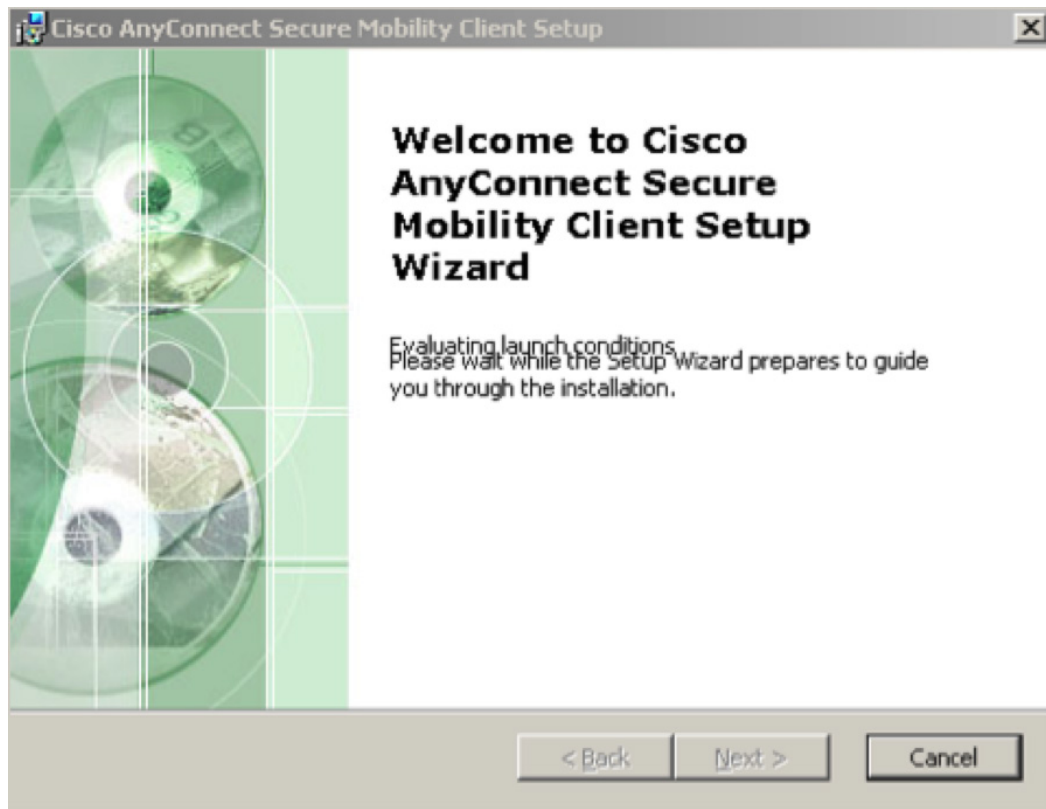 Cisco AnyConnect Secure Mobility Client Setup
Welcome to Cisco
AnyConnect Secure
Mobility Client Setup
Wizard
Evaluating launch conditions
Please wait while the Setup Wizard prepares to guide
you through the installation.
< Back
Next >
Cancel